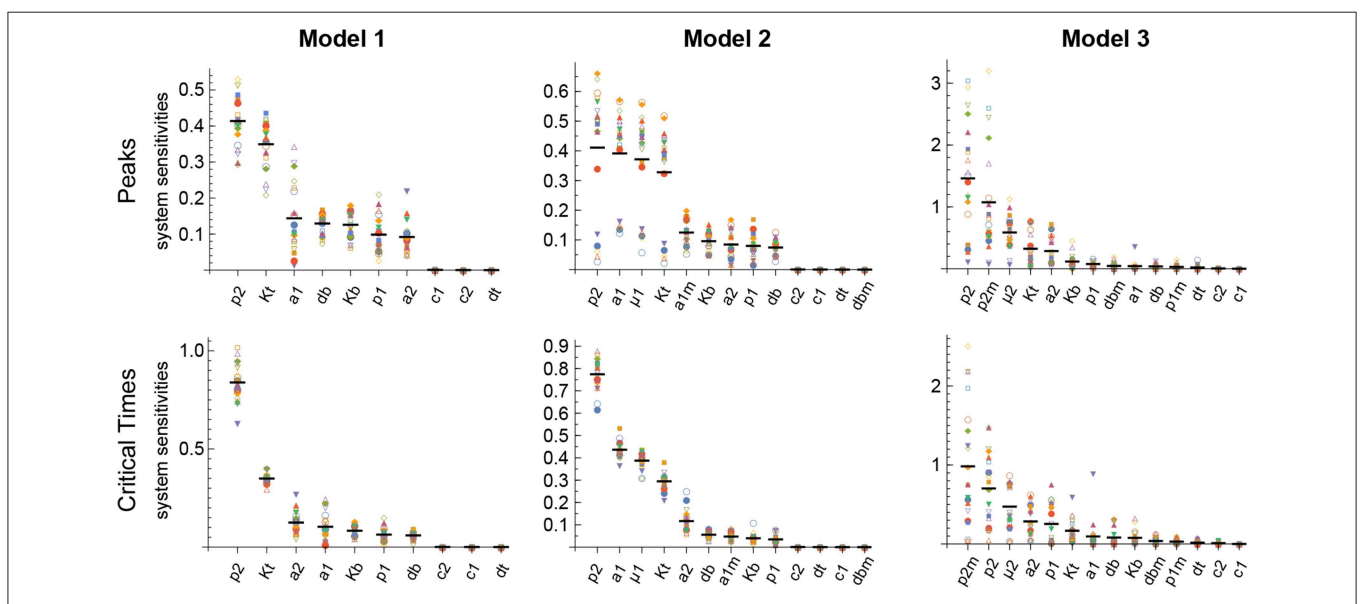 Model 1
Model 2
Model 3
Peaks
system sensitivities
0.5
0.4
0.3
0.2
0.1
p2 Kt a1 db Kb p1 a2 c1 c2 dt
0.6
0.5
0.4
0.3
0.2
0.1
p2 a1 μ1 Kt a1m Kb a2 p1 db c2 c1 dt dbm
3
2
1
p2 p2m μ2 Kt a2 Kb p1 dbm a1 db p1m dt c2 c1
Critical Times
system sensitivities
1.0
0.5
p2 Kt a2 a1 Kb p1 db c2 c1 dt
0.9
0.8
0.7
0.6
0.5
0.4
0.3
0.2
0.1
p2 a1 μ1 Kt a2 db a1m Kb p1 c2 dt c1 dbm
2
1
p2m p2 μ2 a2 p1 Kt a1 db Kb dbm p1m dt c2 c1